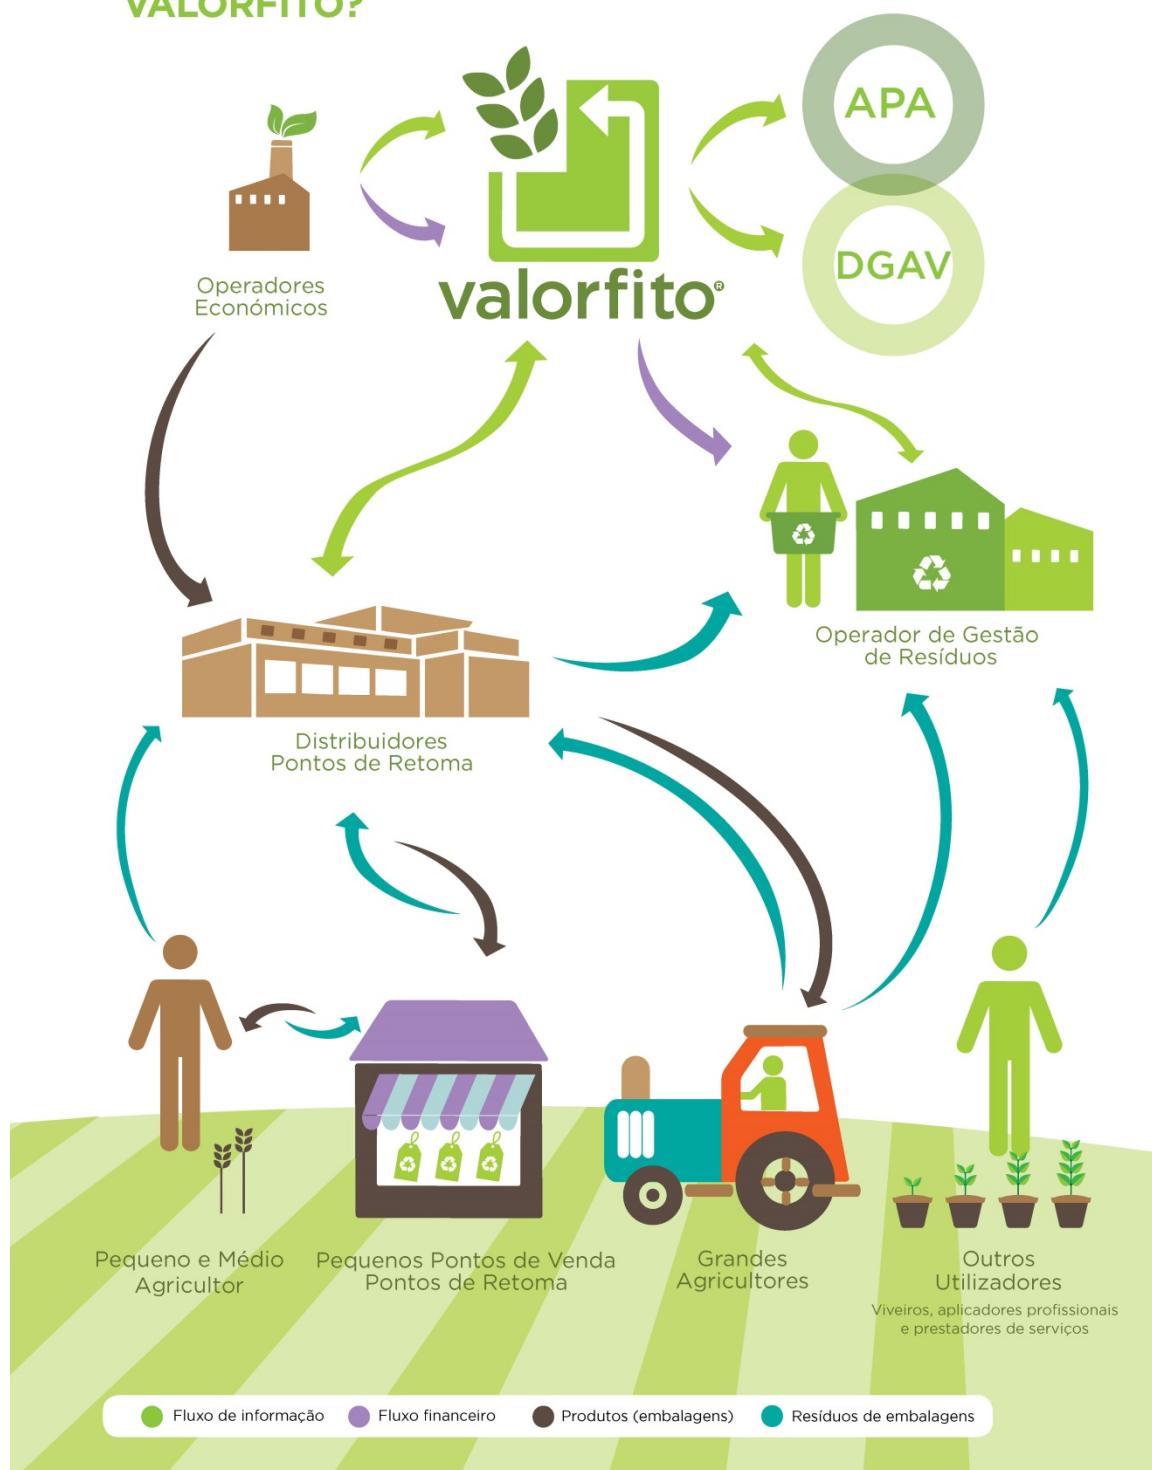 VALORFITO?
APA
DGAV
valorfito®
Operadores
Económicos
Operador de Gestão
de Resíduos
Distribuidores
Pontos de Retoma
Pequeno e Médio
Agricultor
Pequenos Pontos de Venda
Pontos de Retoma
Grandes
Agricultores
Outros
Utilizadores
Viveiros, aplicadores profissionais
e prestadores de serviços
Fluxo de informação
Fluxo financeiro
Produtos (embalagens)
Resíduos de embalagens